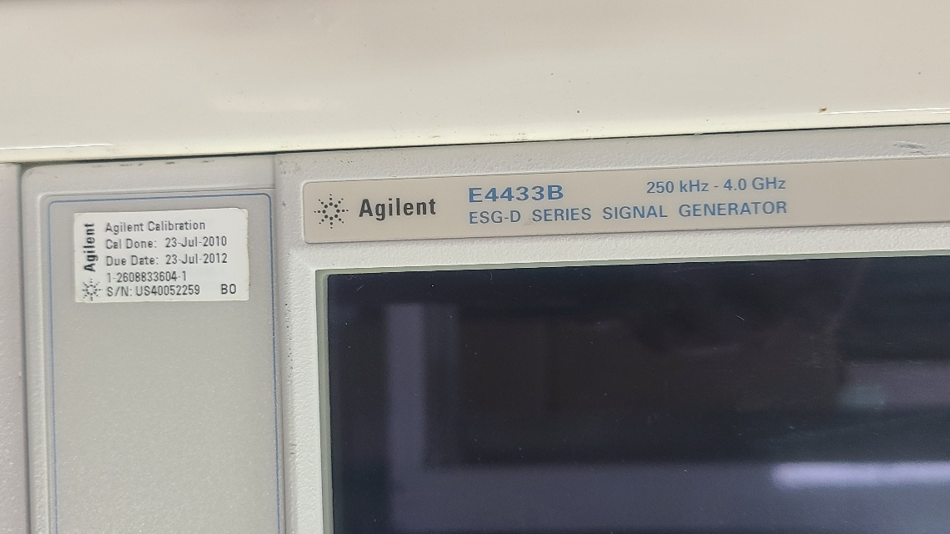 Agilent
Agilent Calibration
Cal Done: 23-Jul-2010
Due Date: 23-Jul-2012
1-2608833604-1
S/N: US40052259 BO
Agilent E4433B 250 kHz - 4.0 GHz
ESG-D SERIES SIGNAL GENERATOR